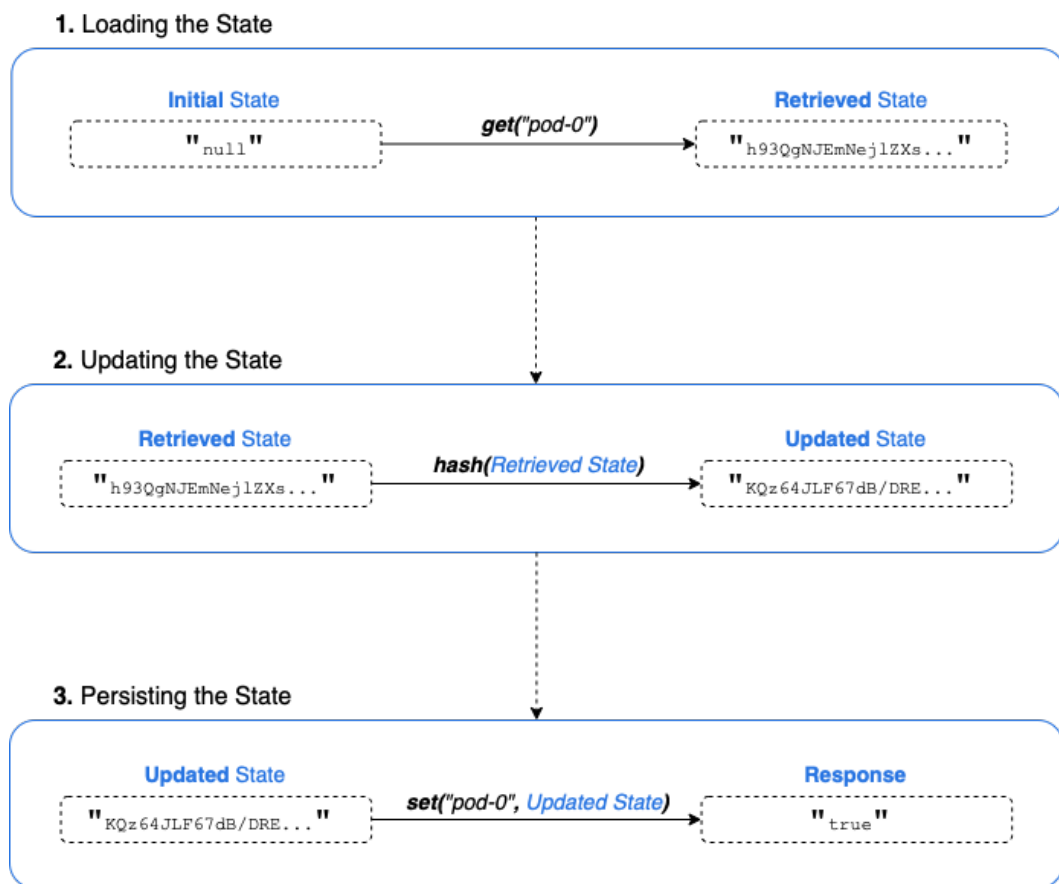 1. Loading the State
Initial State
Retrieved State
"null"
get("pod-0")
"h93QgNJEmNejlZXs..."
2. Updating the State
Retrieved State
Updated State
"h93QgNJEmNejlZXs..."
hash(Retrieved State)
"KQz64JLF67dB/DRE..."
3. Persisting the State
Updated State
Response
"KQz64JLF67dB/DRE..."
set("pod-0", Updated State)
"true"